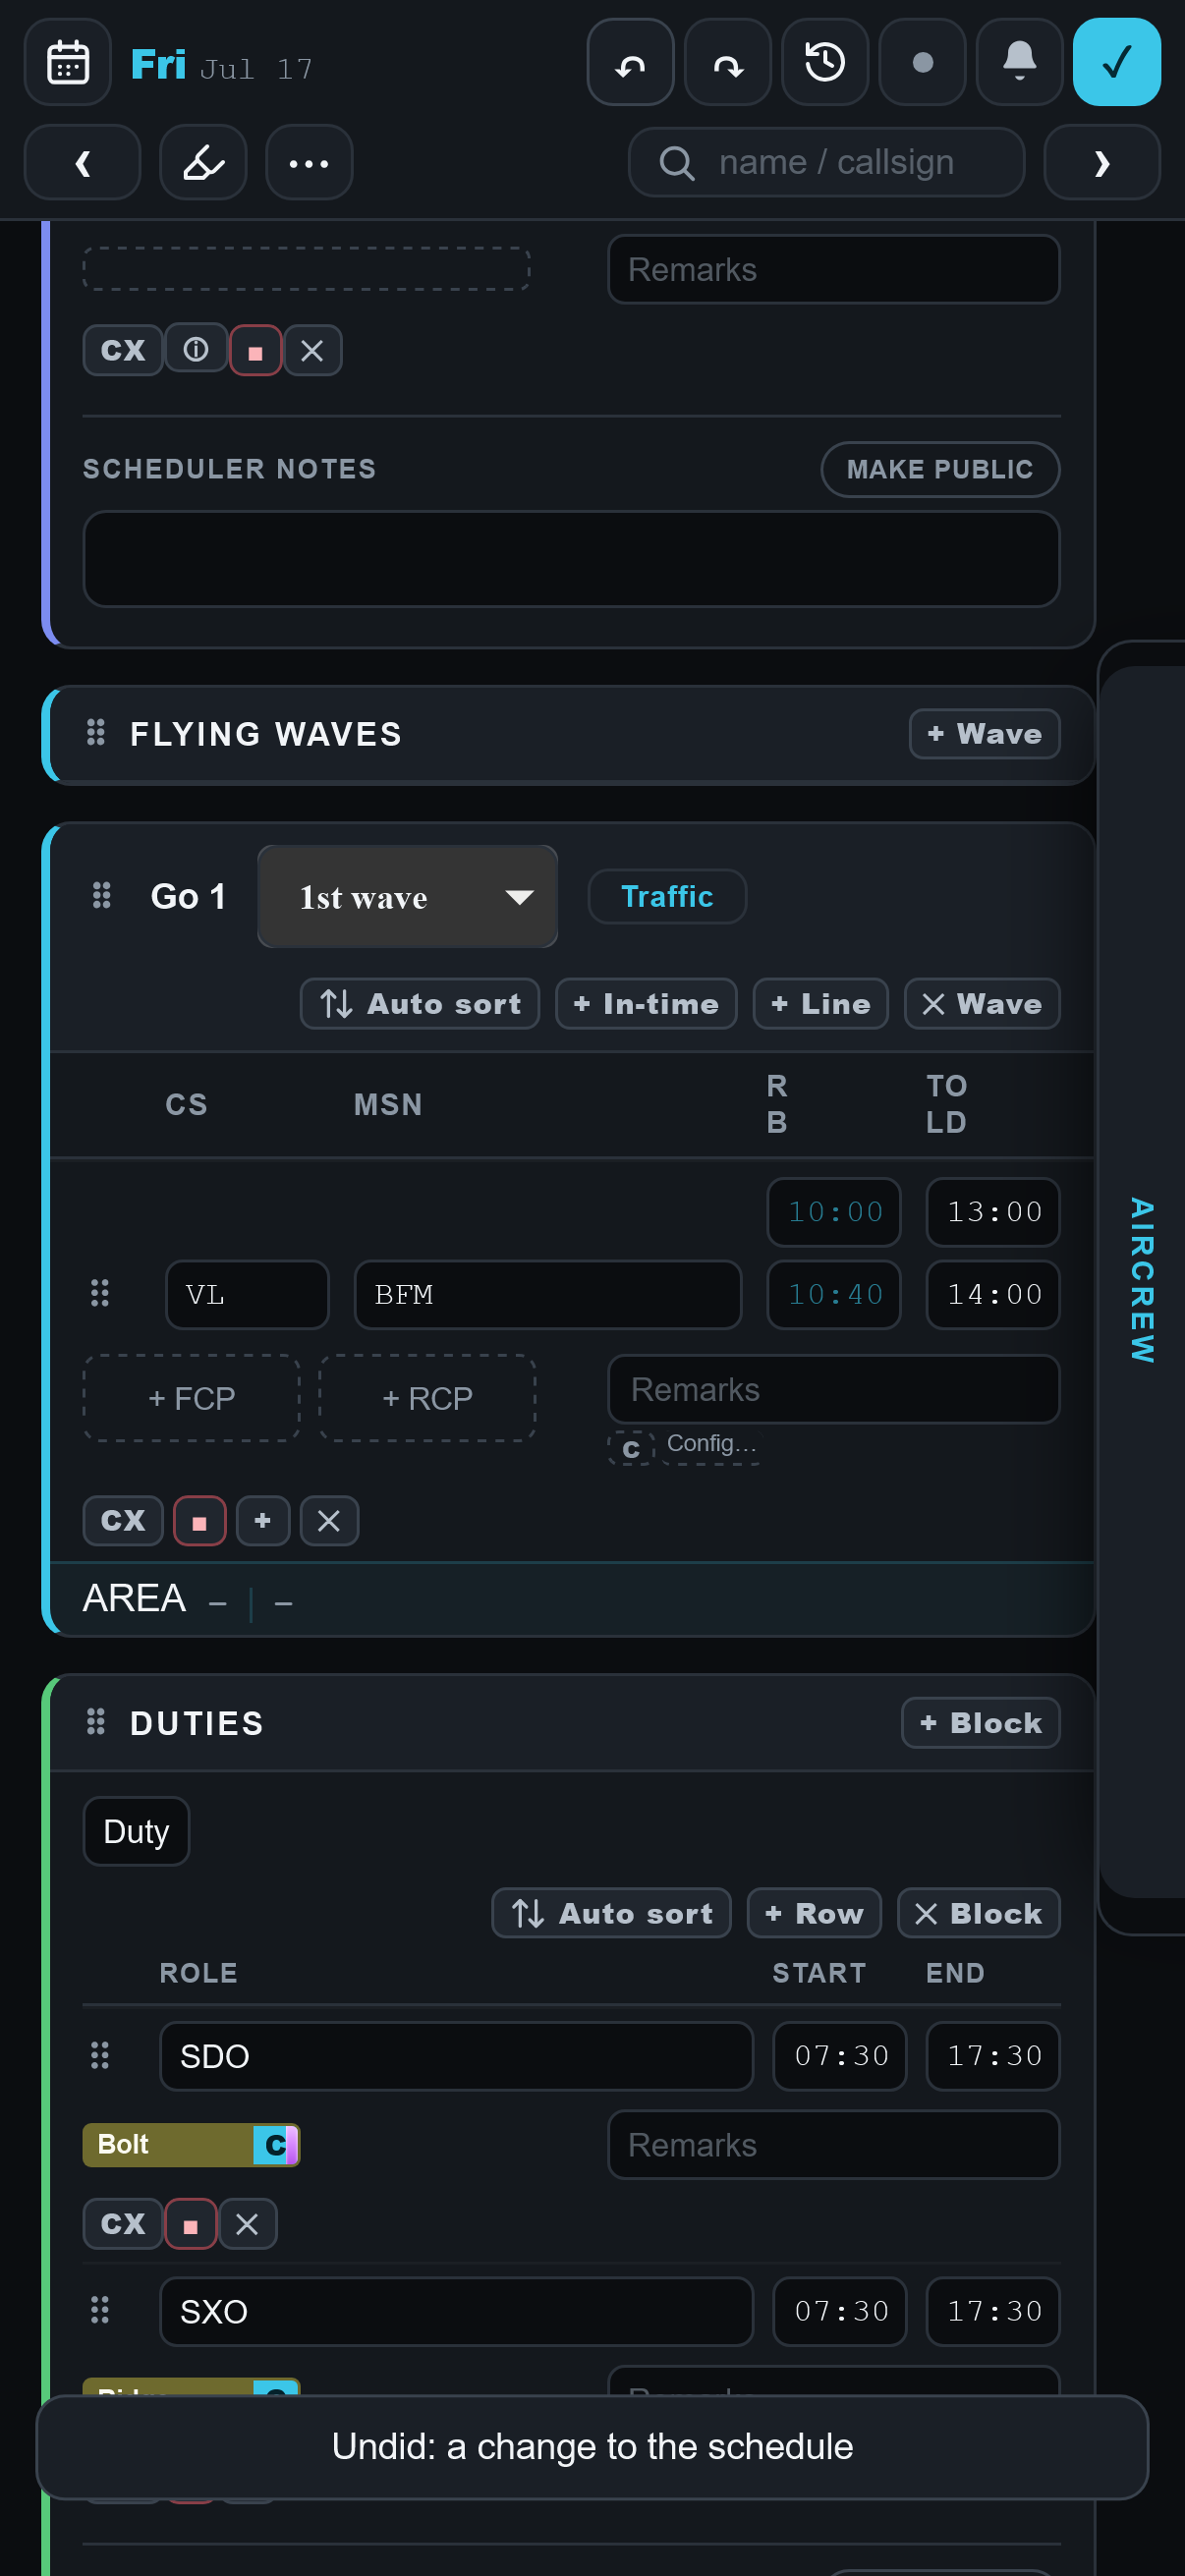 Fri Jul 17
name / callsign
Remarks
CX
SCHEDULER NOTES
MAKE PUBLIC
FLYING WAVES
+ Wave
Go 1
1st wave
Traffic
Auto sort
+ In-time
+ Line
× Wave
CS
MSN
R
B
TO
LD
10:00
13:00
VL
BFM
10:40
14:00
+ FCP
+ RCP
Remarks
C
Config...
CX
+
AREA – | –
AIRCREW
DUTIES
+ Block
Duty
Auto sort
+ Row
× Block
ROLE
START
END
SDO
07:30
17:30
Bolt
C
Remarks
CX
SXO
07:30
17:30
Undid: a change to the schedule